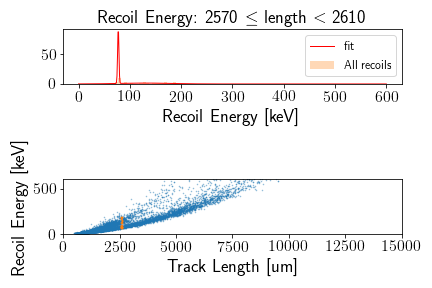 Recoil Energy: 2570 ≤ length < 2610
50
0
fit
All recoils
0 100 200 300 400 500 600
Recoil Energy [keV]
Recoil Energy [keV]
500
0
0 2500 5000 7500 10000 12500 15000
Track Length [um]